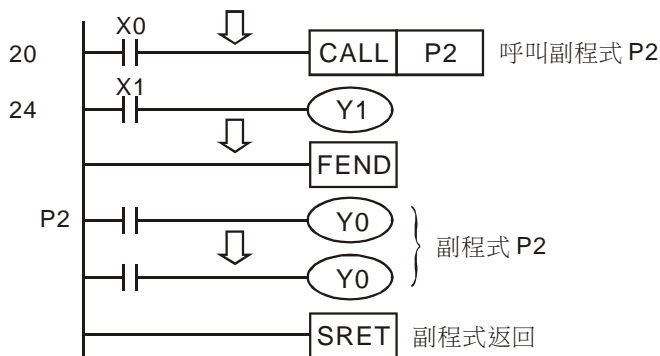 X0
20 CALL P2 呼叫副程式 P2
X1
24 Y1
FEND
P2 Y0
副程式 P2
Y0
SRET 副程式返回